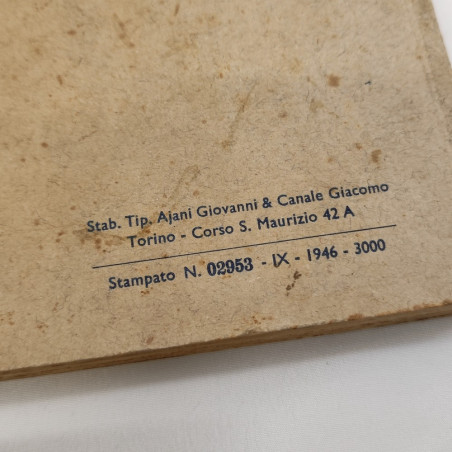 Stab. Tip. Ajani Giovanni & Canale Giacomo
Torino - Corso S. Maurizio 42 A
Stampato N. 02953 - IX - 1946 - 3000